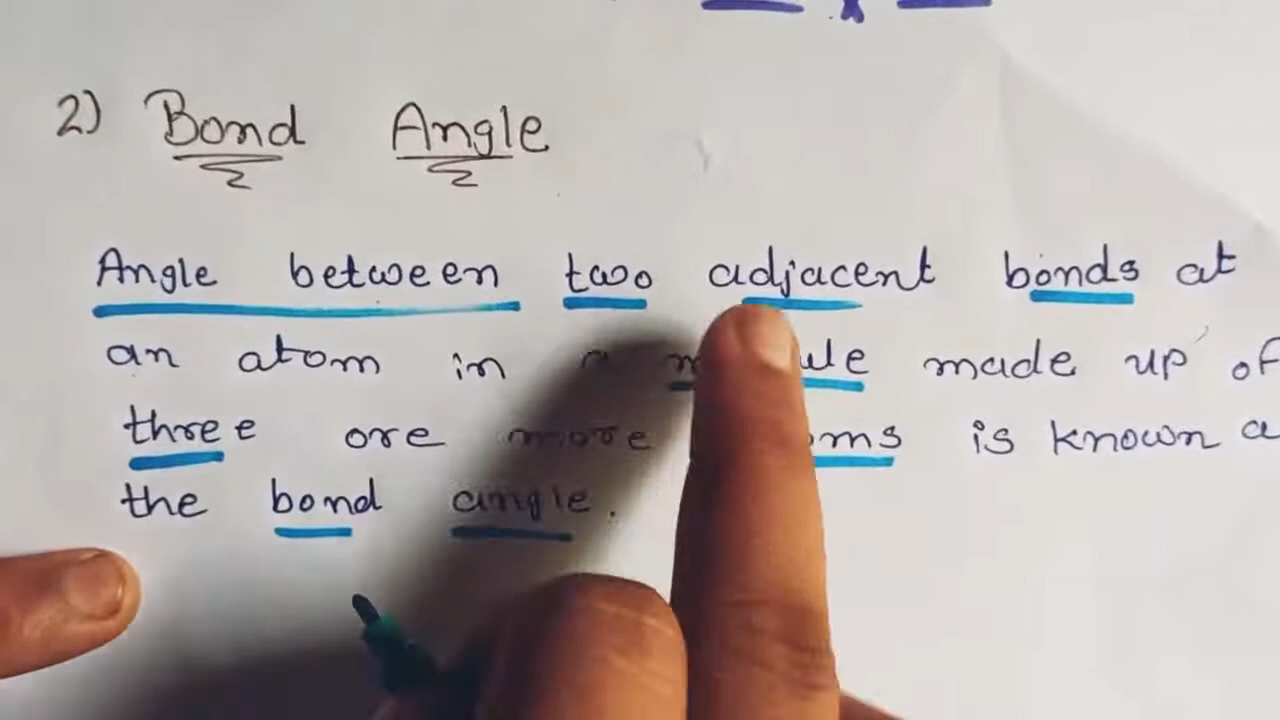 2) Bond Angle
Angle between two adjacent bonds at
an atom in a made up of
three ore more is known a
the bond angle.